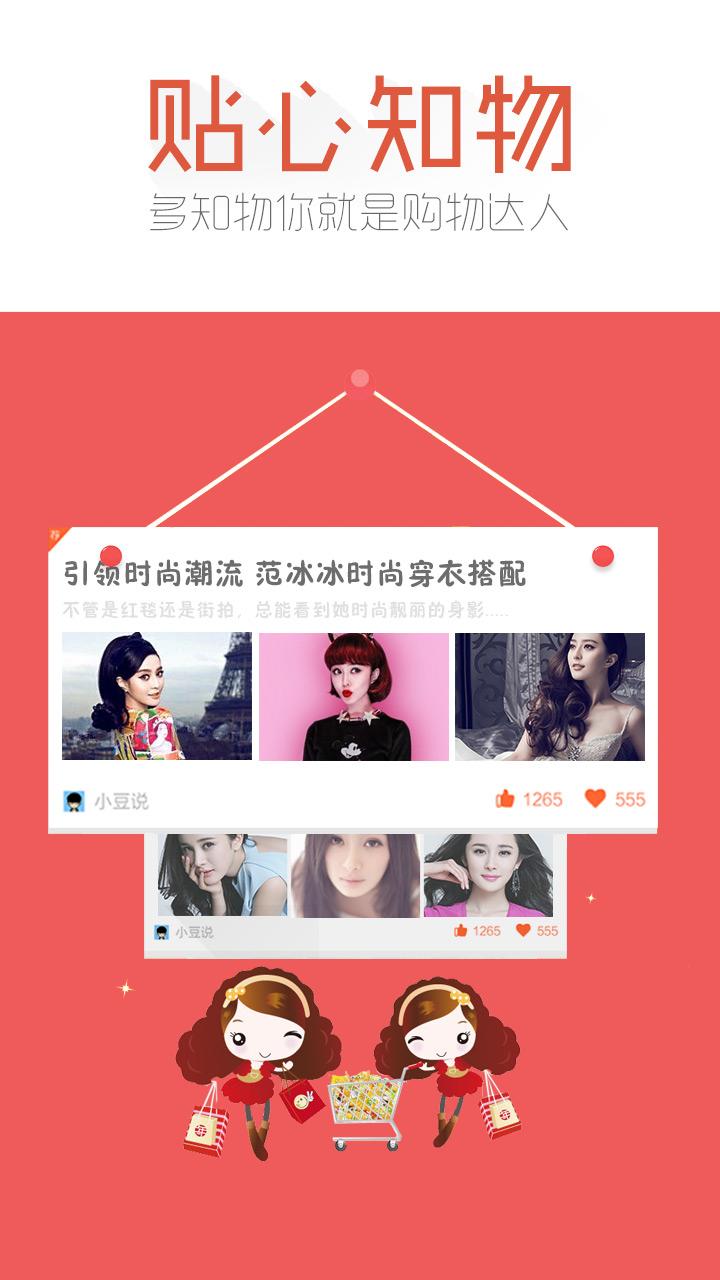 贴心知物
多知物你就是购物达人
荐
引领时尚潮流 范冰冰时尚穿衣搭配
不管是红毯还是街拍，总能看到她时尚靓丽的身影.....
小豆说 1265 555
小豆说 1265 555